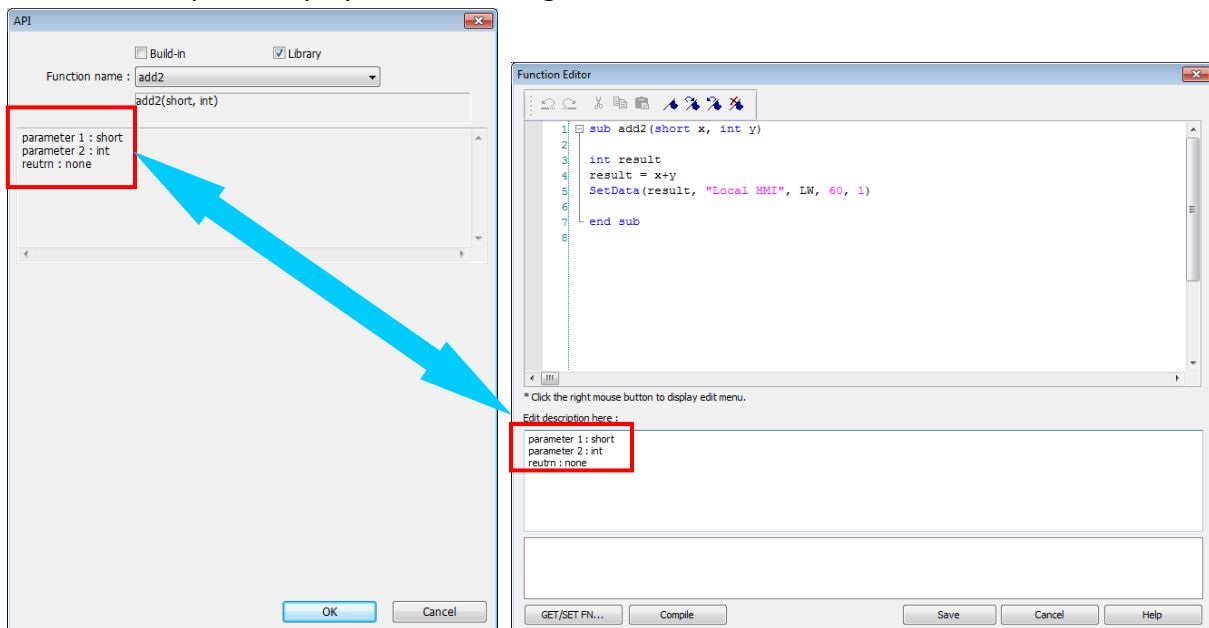 API
Build-in Library
Function name : add2
add2(short, int)
parameter 1 : short
parameter 2 : int
reutrn : none
OK Cancel
Function Editor
1 sub add2(short x, int y)
2
3 int result
4 result = x+y
5 SetData(result, "Local HMI", LW, 60, 1)
6
7 end sub
8
* Click the right mouse button to display edit menu.
Edit description here :
parameter 1 : short
parameter 2 : int
reutrn : none
GET/SET FN... Compile Save Cancel Help